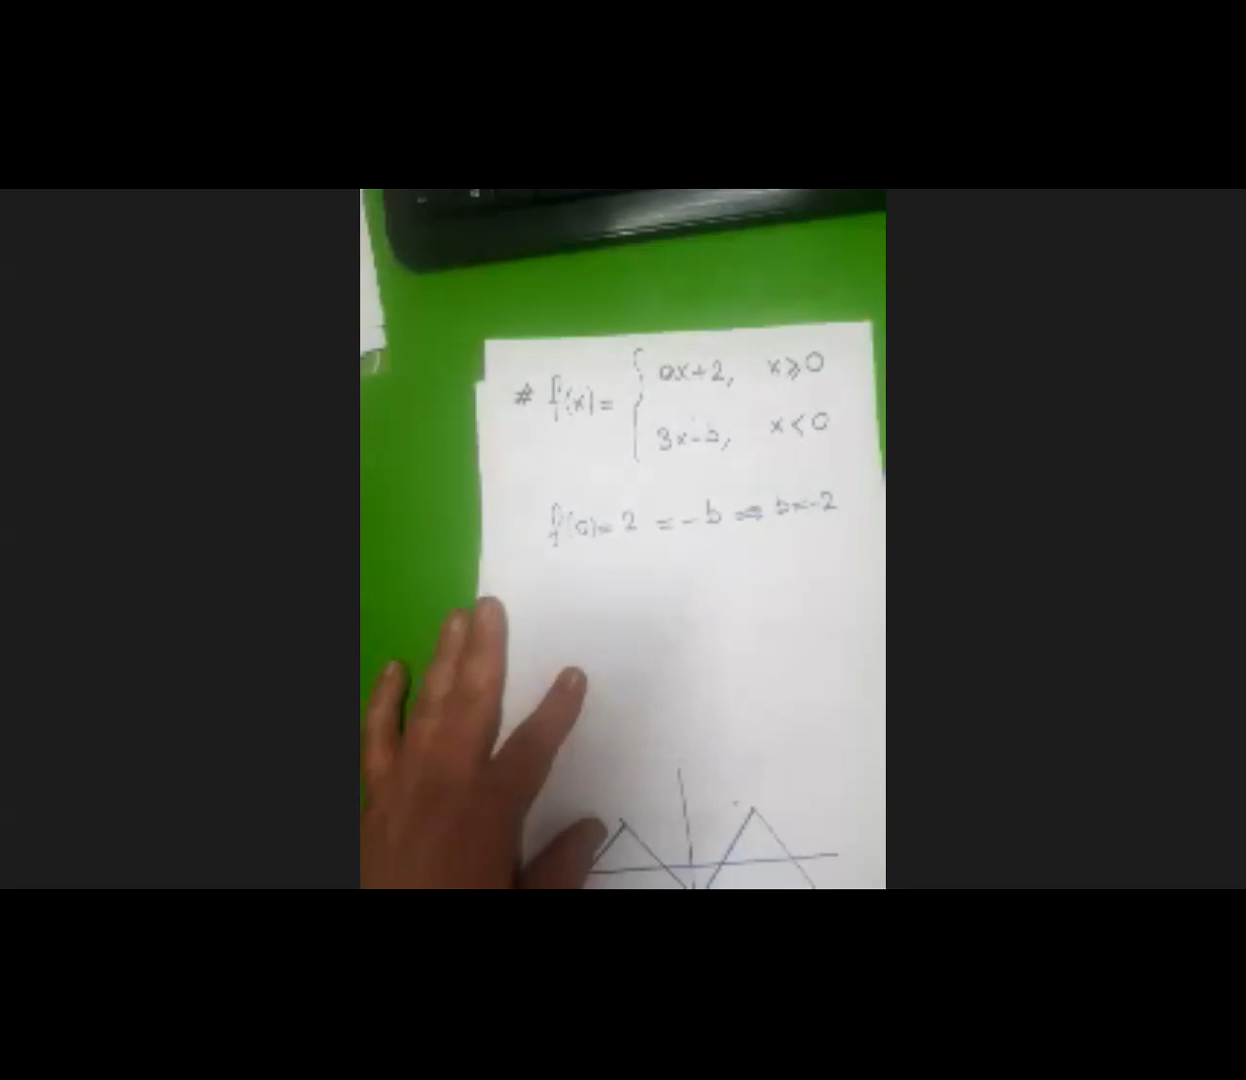 # f(x) = { ax+2, x⩾0
3x-b, x<0
f(0)= 2 = -b ⇒ b=-2